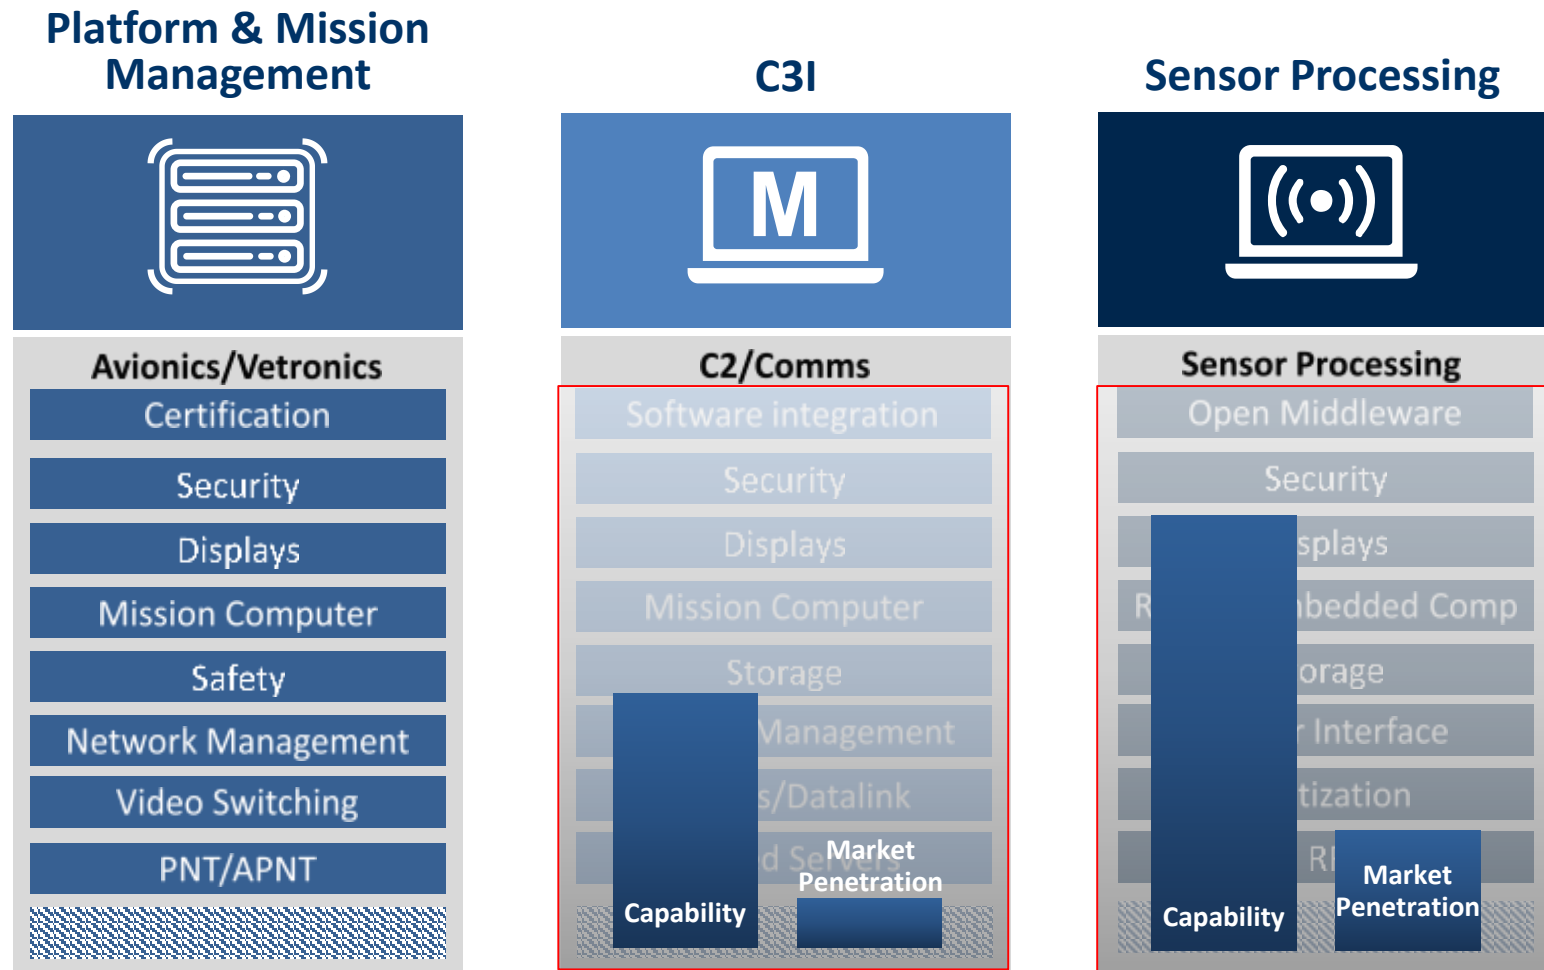 Platform & Mission
Management
C3I
Sensor Processing
M
Avionics/Vetronics
Certification
Security
Displays
Mission Computer
Safety
Network Management
Video Switching
PNT/APNT
C2/Comms
Software integration
Security
Displays
Mission Computer
Storage
Management
s/Datalink
d Servers
Market
Penetration
Capability
Sensor Processing
Open Middleware
Security
splays
bedded Comp
orage
r Interface
tization
Market
Penetration
Capability